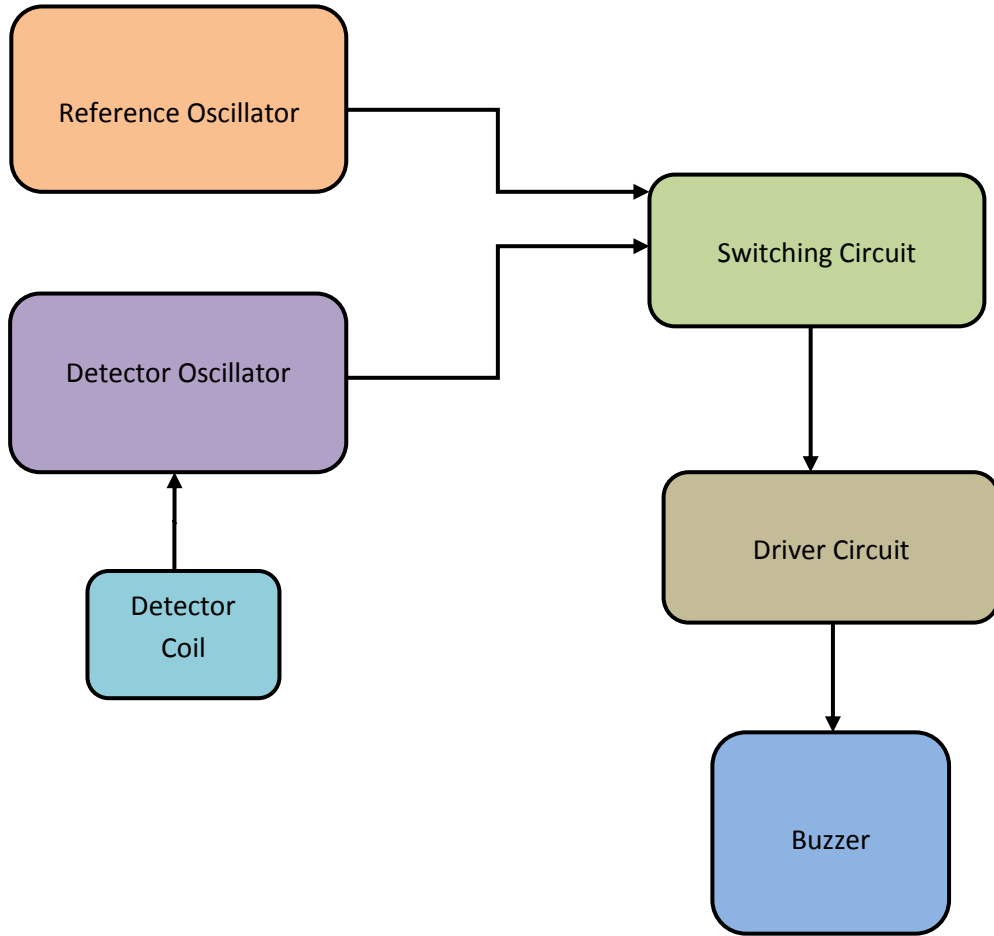 Reference Oscillator
Switching Circuit
Detector Oscillator
Driver Circuit
Detector
Coil
Buzzer